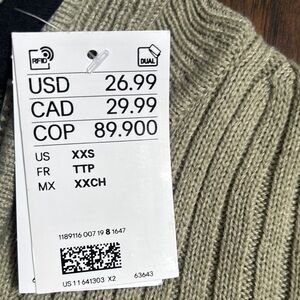 RFID DUAL
USD 26.99
CAD 29.99
COP 89.900
US XXS
FR TTP
MX XXCH
1189116 007 19 8 1647
US 11 641303 X2 63643